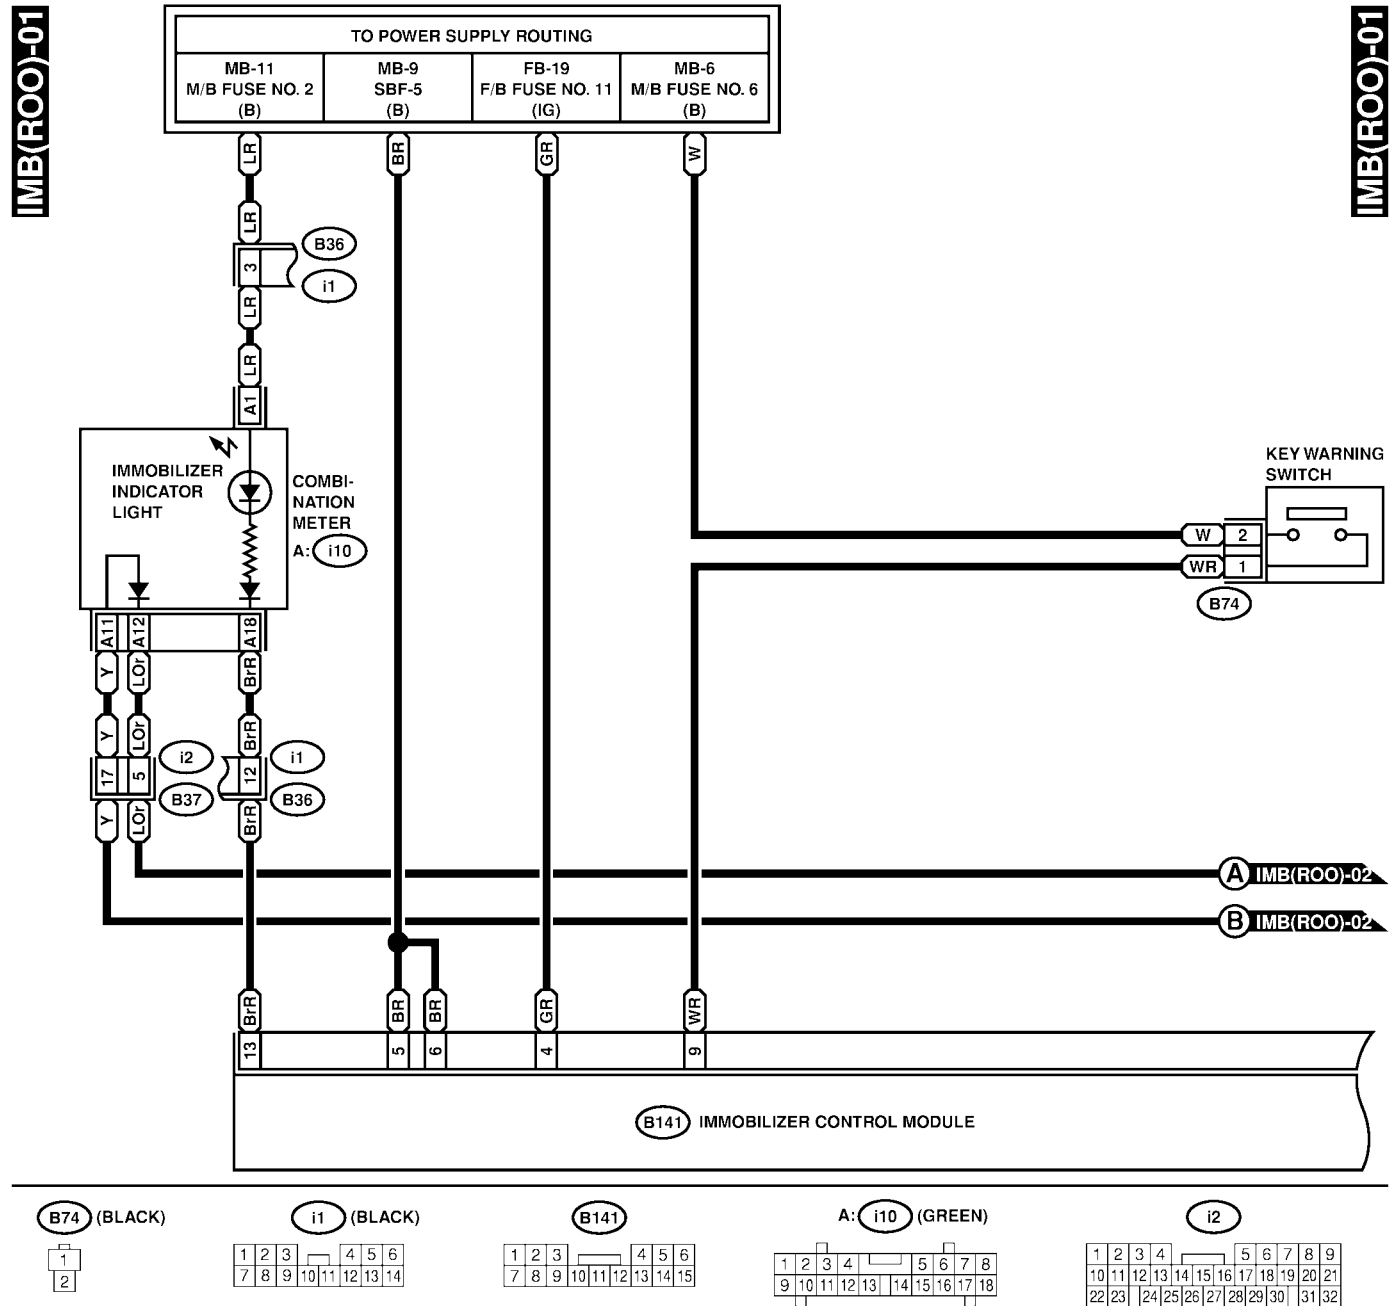 IMB(ROO)-01
IMB(ROO)-01
TO POWER SUPPLY ROUTING
MB-11
M/B FUSE NO. 2
(B)
MB-9
SBF-5
(B)
FB-19
F/B FUSE NO. 11
(IG)
MB-6
M/B FUSE NO. 6
(B)
LR
BR
GR
W
LR
B36
3
i1
LR
LR
A1
IMMOBILIZER
INDICATOR
LIGHT
COMBI-
NATION
METER
A: i10
KEY WARNING
SWITCH
W 2
WR 1
B74
A11 A12 A18
Y LOr BrR
Y LOr BrR
i2 i1
17 5 12
B37 B36
Y LOr BrR
A IMB(ROO)-02
B IMB(ROO)-02
BrR BR BR GR WR
13 5 6 4 9
B141 IMMOBILIZER CONTROL MODULE
B74 (BLACK)
1
2
i1 (BLACK)
1 2 3 4 5 6
7 8 9 10 11 12 13 14
B141
1 2 3 4 5 6
7 8 9 10 11 12 13 14 15
A: i10 (GREEN)
1 2 3 4 5 6 7 8
9 10 11 12 13 14 15 16 17 18
i2
1 2 3 4 5 6 7 8 9
10 11 12 13 14 15 16 17 18 19 20 21
22 23 24 25 26 27 28 29 30 31 32